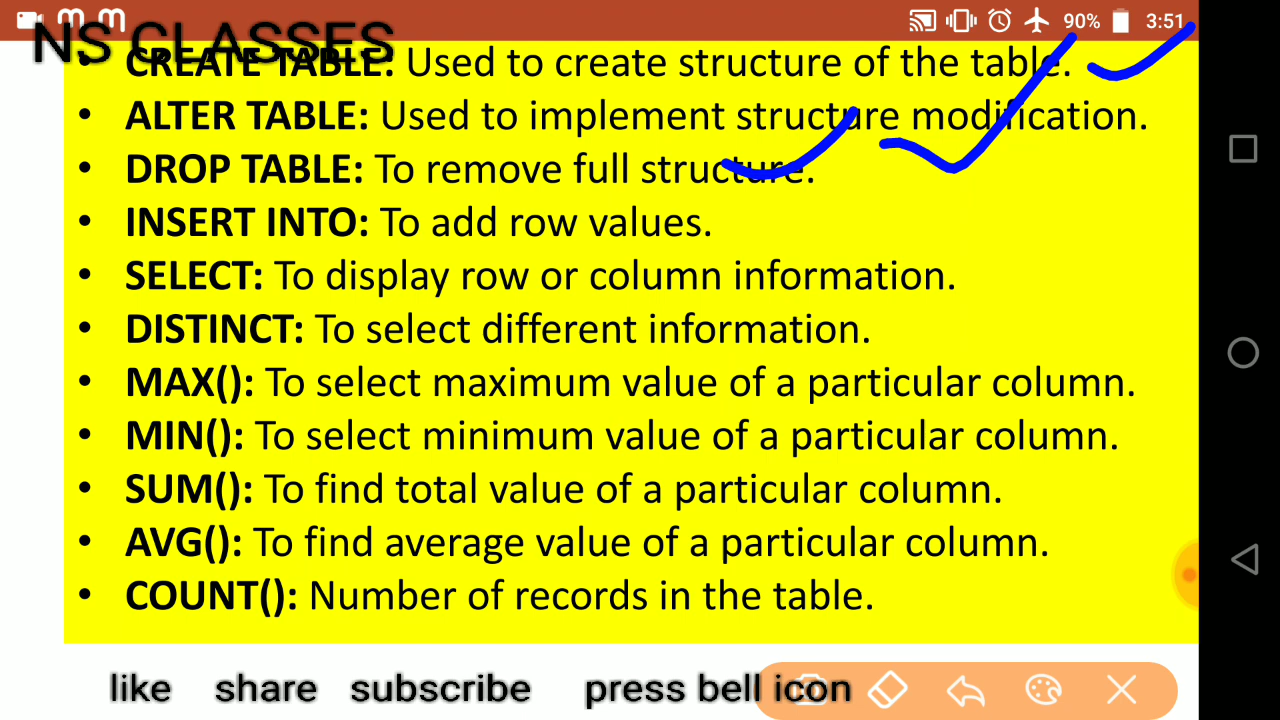 90% 3:51
NS CLASSES
• CREATE TABLE: Used to create structure of the table.
• ALTER TABLE: Used to implement structure modification.
• DROP TABLE: To remove full structure.
• INSERT INTO: To add row values.
• SELECT: To display row or column information.
• DISTINCT: To select different information.
• MAX(): To select maximum value of a particular column.
• MIN(): To select minimum value of a particular column.
• SUM(): To find total value of a particular column.
• AVG(): To find average value of a particular column.
• COUNT(): Number of records in the table.
like share subscribe press bell icon